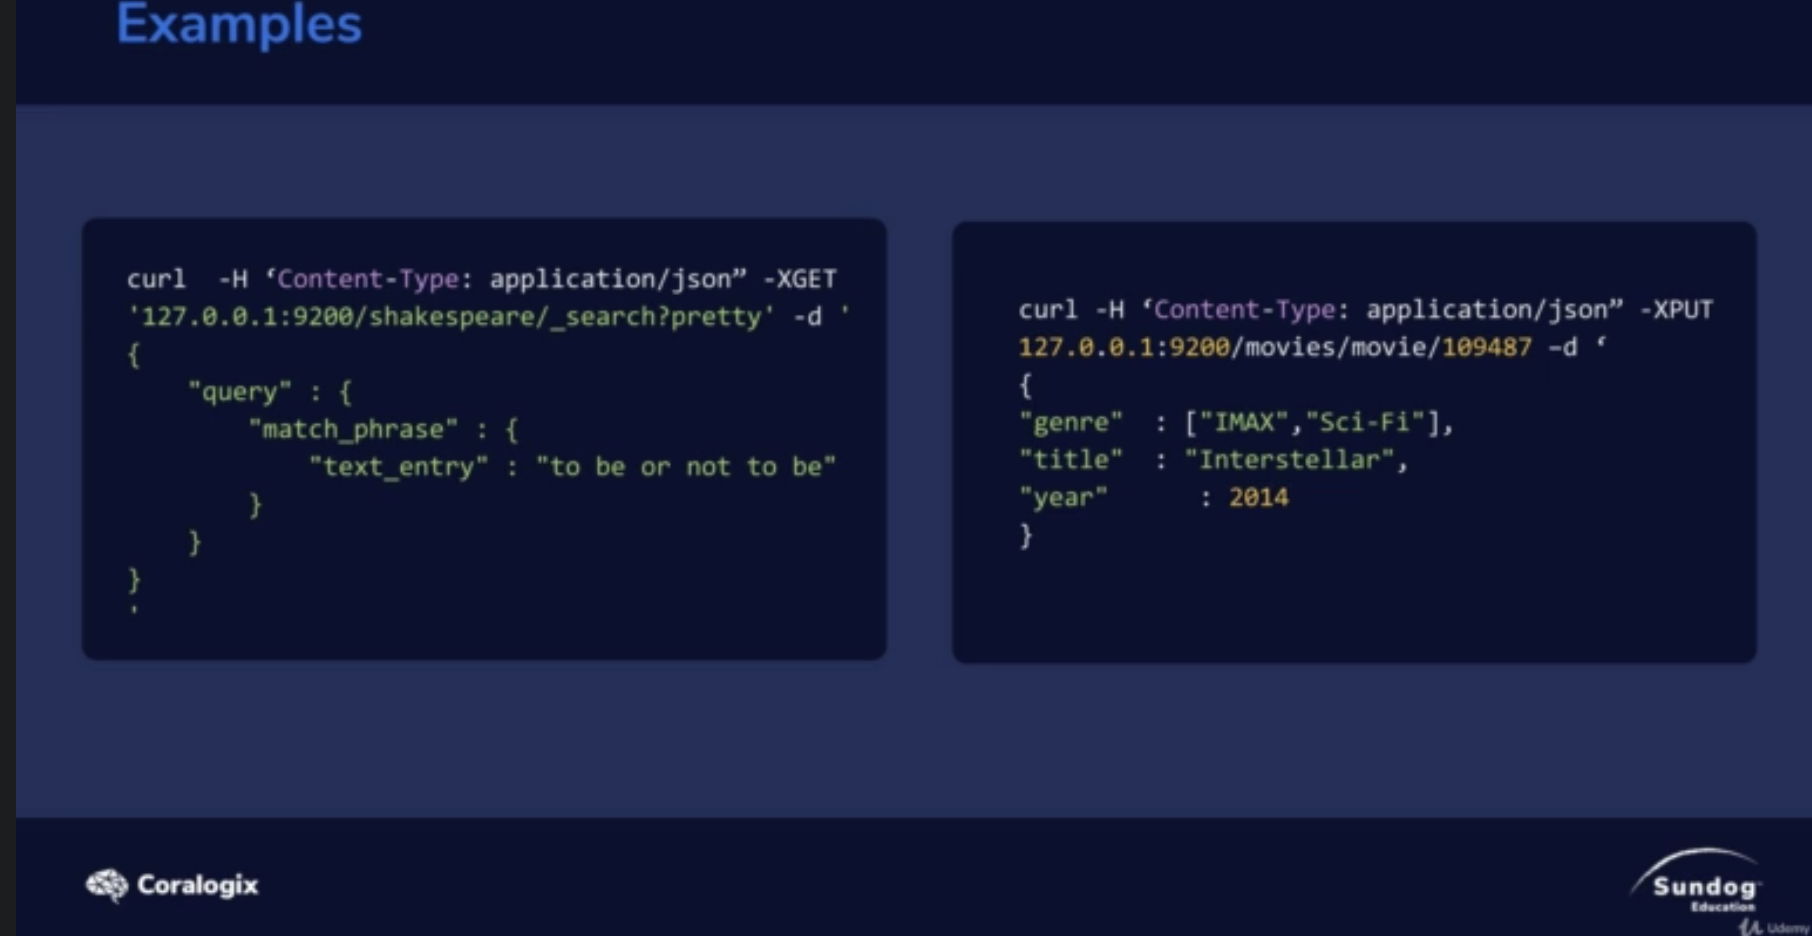 Examples
curl  -H ‘Content-Type: application/json” -XGET
'127.0.0.1:9200/shakespeare/_search?pretty' -d '
{
    "query" : {
        "match_phrase" : {
            "text_entry" : "to be or not to be"
        }
    }
}
'
curl -H ‘Content-Type: application/json” -XPUT
127.0.0.1:9200/movies/movie/109487 –d ‘
{
"genre"  : ["IMAX","Sci-Fi"],
"title"  : "Interstellar",
"year"      : 2014
}
Coralogix
Sundog
Education
Udemy